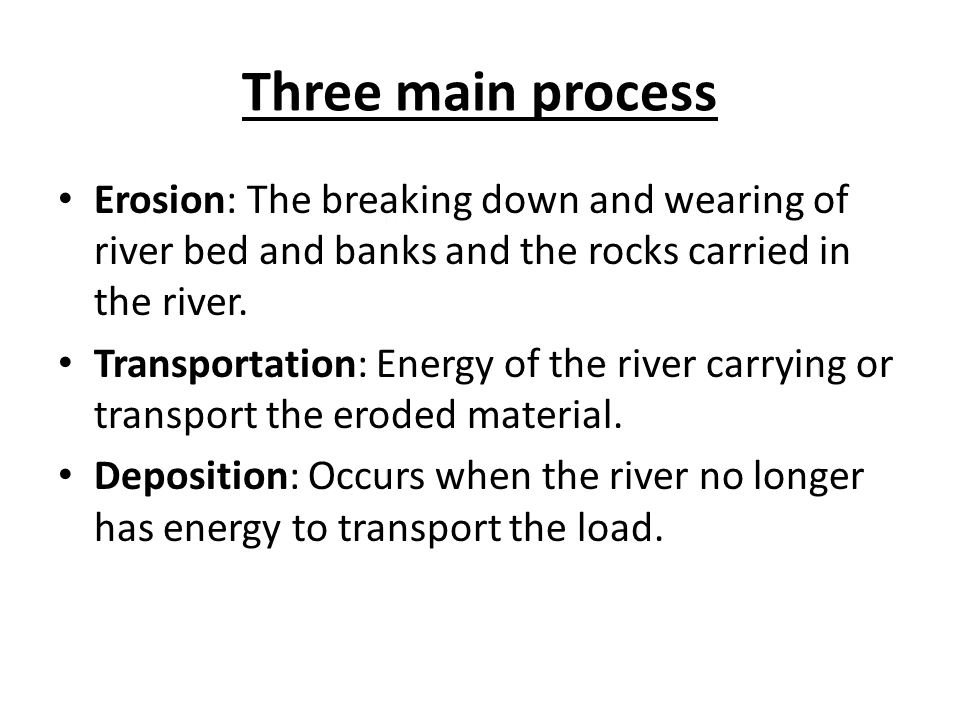 Three main process
• Erosion: The breaking down and wearing of
river bed and banks and the rocks carried in
the river.
• Transportation: Energy of the river carrying or
transport the eroded material.
• Deposition: Occurs when the river no longer
has energy to transport the load.